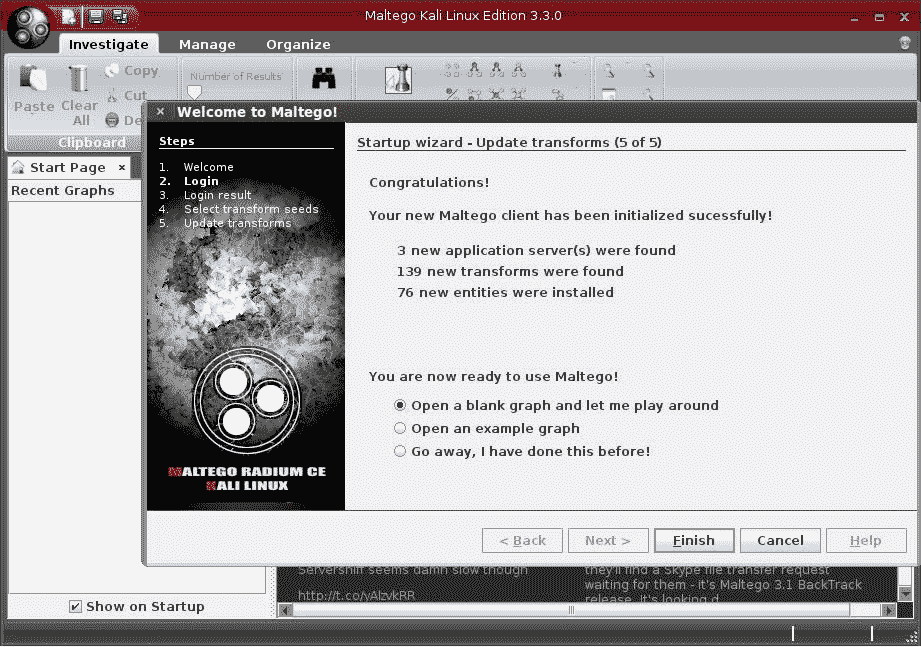 Maltego Kali Linux Edition 3.3.0
Investigate Manage Organize
Copy
Number of Results
Paste Clear All
Cut
De
Clipboard
Welcome to Maltego!
Start Page
Recent Graphs
Steps
1. Welcome
2. Login
3. Login result
4. Select transform seeds
5. Update transforms
MALTEGO RADIUM CE
KALI LINUX
Startup wizard - Update transforms (5 of 5)
Congratulations!
Your new Maltego client has been initialized sucessfully!
3 new application server(s) were found
139 new transforms were found
76 new entities were installed
You are now ready to use Maltego!
Open a blank graph and let me play around
Open an example graph
Go away, I have done this before!
< Back Next > Finish Cancel Help
Servershift seems damn slow though
http://t.co/yAlzvkRR
they'll find a Skype file transfer request
waiting for them - it's Maltego 3.1 BackTrack
release. It's looking d
Show on Startup